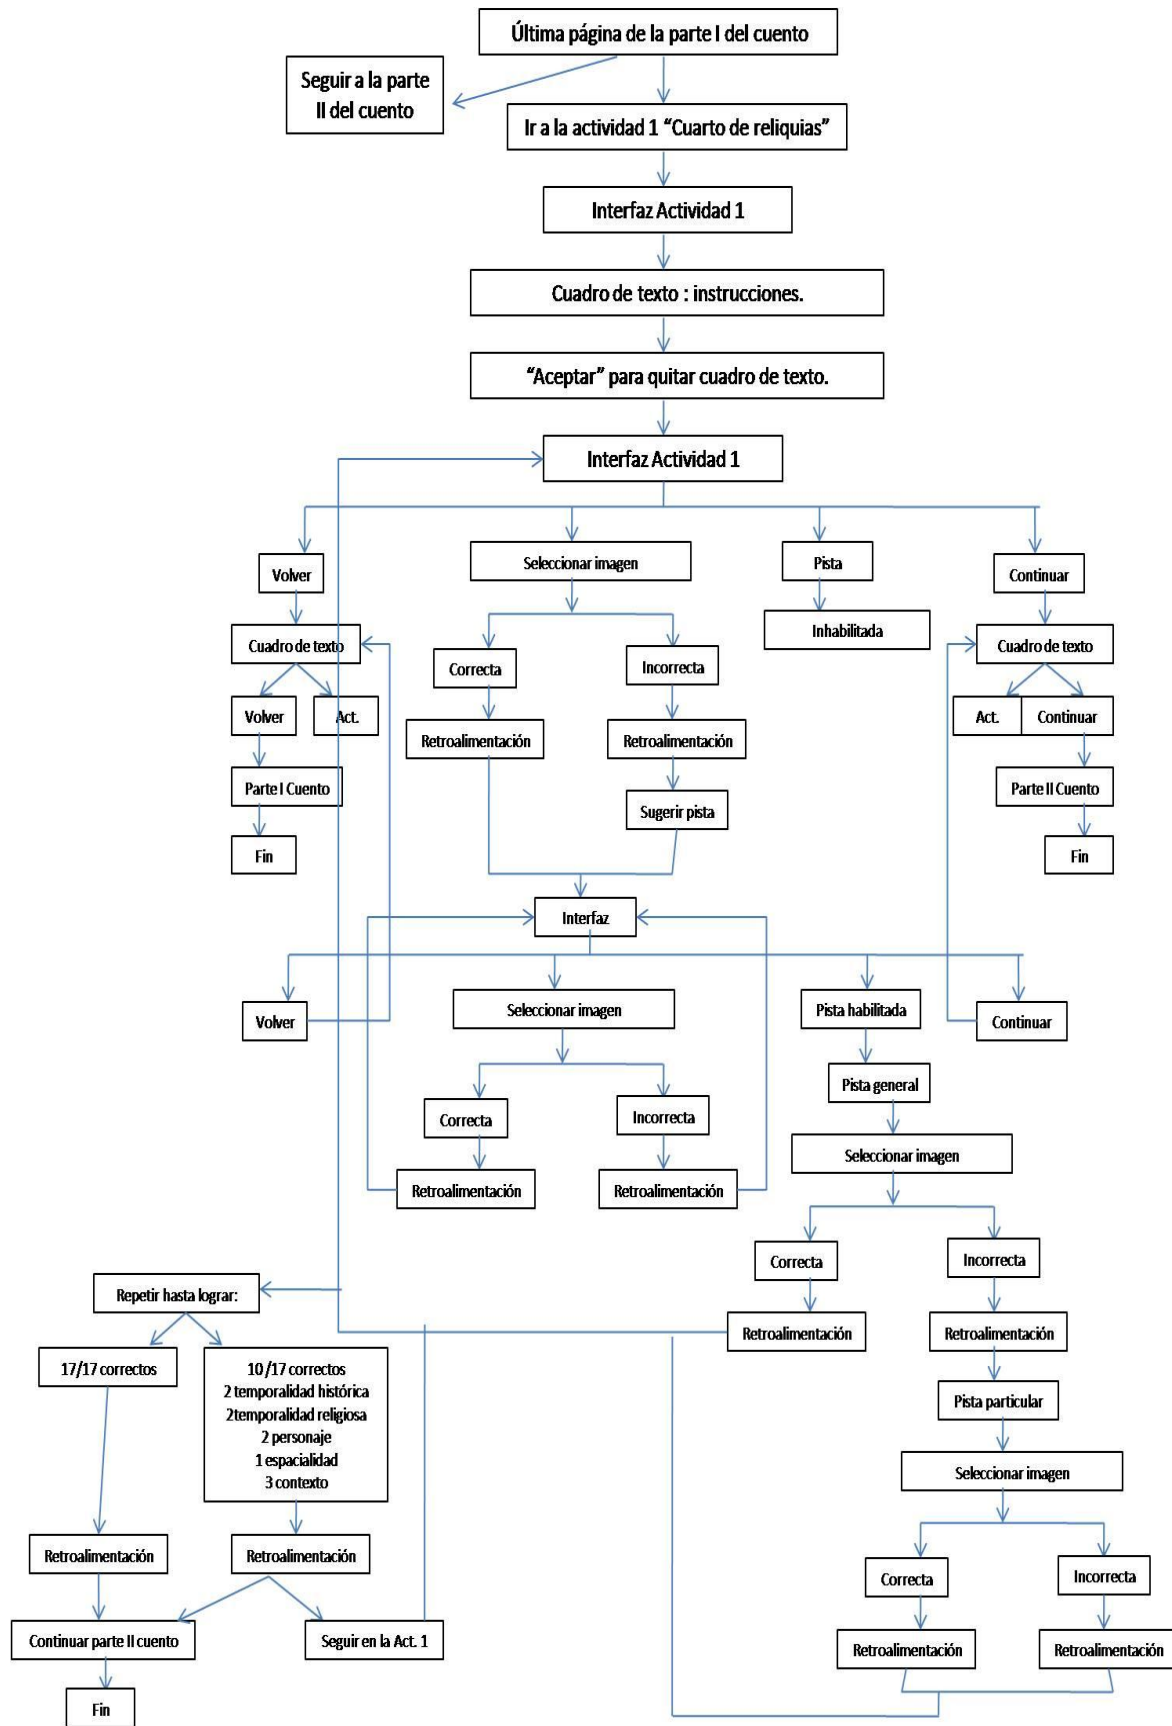 Última página de la parte I del cuento
Seguir a la parte
II del cuento
Ir a la actividad 1 “Cuarto de reliquias”
Interfaz Actividad 1
Cuadro de texto : instrucciones.
“Aceptar” para quitar cuadro de texto.
Interfaz Actividad 1
Volver
Seleccionar imagen
Pista
Continuar
Cuadro de texto
Inhabilitada
Cuadro de texto
Correcta
Incorrecta
Volver
Act.
Retroalimentación
Retroalimentación
Act.
Continuar
Parte I Cuento
Sugerir pista
Parte II Cuento
Fin
Fin
Interfaz
Volver
Seleccionar imagen
Pista habilitada
Continuar
Pista general
Correcta
Incorrecta
Seleccionar imagen
Retroalimentación
Retroalimentación
Correcta
Incorrecta
Repetir hasta lograr:
Retroalimentación
Retroalimentación
17/17 correctos
10 /17 correctos
2 temporalidad histórica
2temporalidad religiosa
2 personaje
1 espacialidad
3 contexto
Pista particular
Seleccionar imagen
Retroalimentación
Retroalimentación
Correcta
Incorrecta
Continuar parte II cuento
Seguir en la Act. 1
Retroalimentación
Retroalimentación
Fin